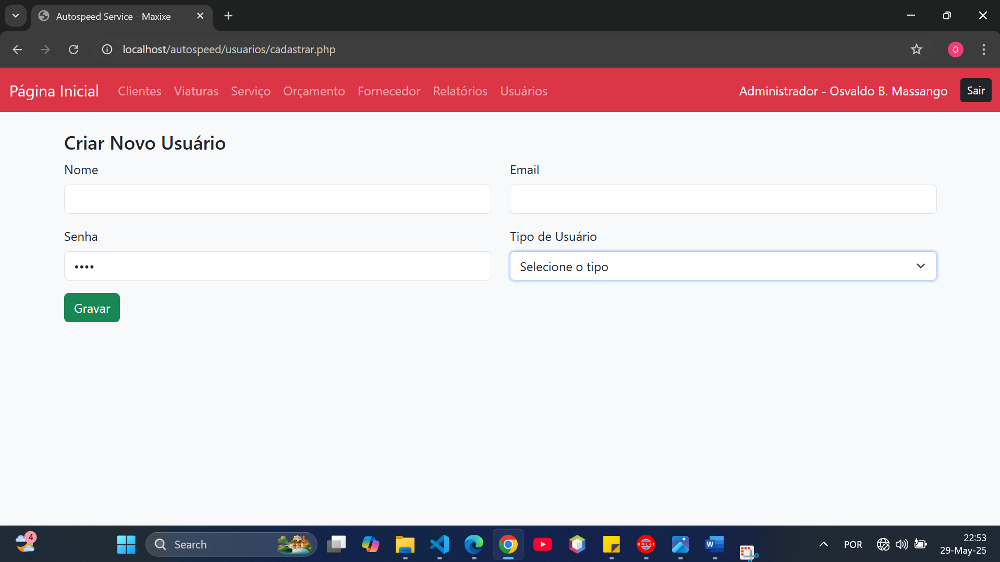 Autospeed Service - Maxixe
localhost/autospeed/usuarios/cadastrar.php
O
Página Inicial Clientes Viaturas Serviço Orçamento Fornecedor Relatórios Usuários Administrador - Osvaldo B. Massango Sair
Criar Novo Usuário
Nome Email
Senha Tipo de Usuário
•••• Selecione o tipo
Gravar
4
Search
UMLet
W
POR
22:53
29-May-25